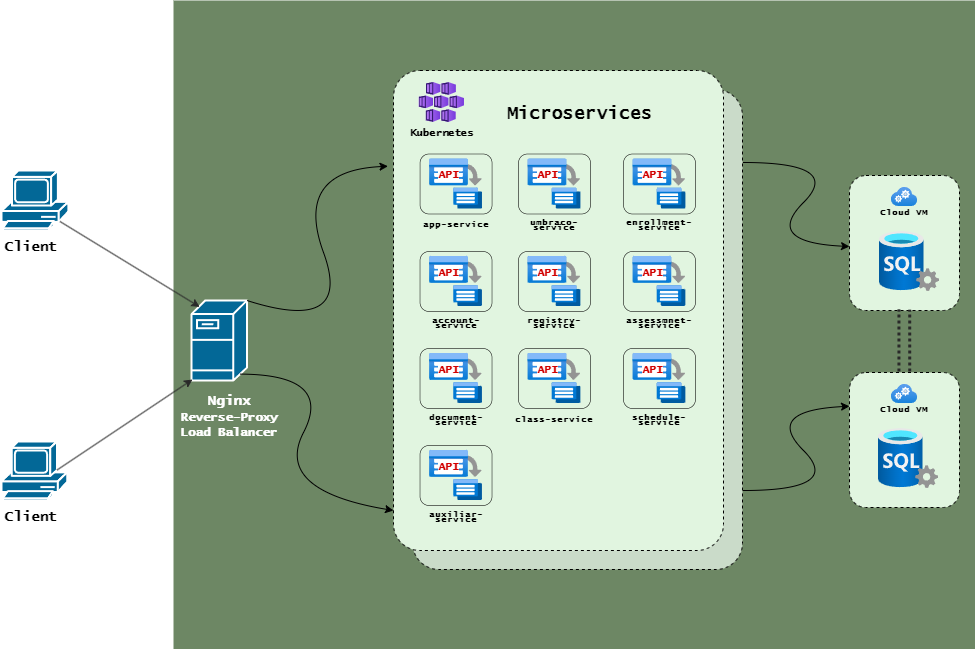 Client
Client
Nginx
Reverse-Proxy
Load Balancer
Kubernetes
Microservices
API
app-service
API
umbraco-
service
API
enrollment-
service
API
account-
service
API
registry-
service
API
assessmnet-
service
API
document-
service
API
class-service
API
schedule-
service
API
auxiliar-
service
Cloud VM
SQL
Cloud VM
SQL